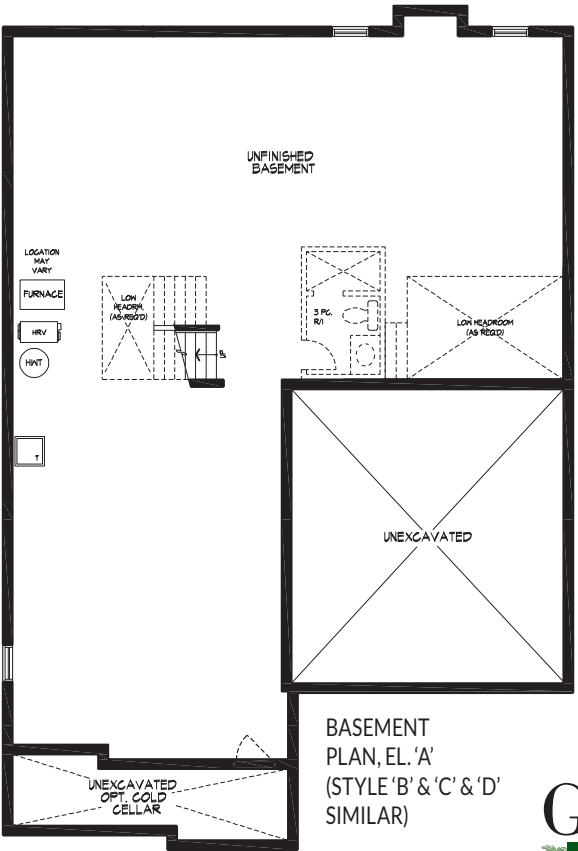 UNFINISHED
BASEMENT
LOCATION
MAY
VARY
FURNACE
HRV
HWT
LOW
HEADRM.
(AS REQ'D)
UP
3 PC.
R/I
LOW HEADROOM
(AS REQ'D)
T
UNEXCAVATED
UNEXCAVATED
OPT. COLD
CELLAR
BASEMENT
PLAN, EL. ‘A’
(STYLE ‘B’ & ‘C’ & ‘D’
SIMILAR)
G